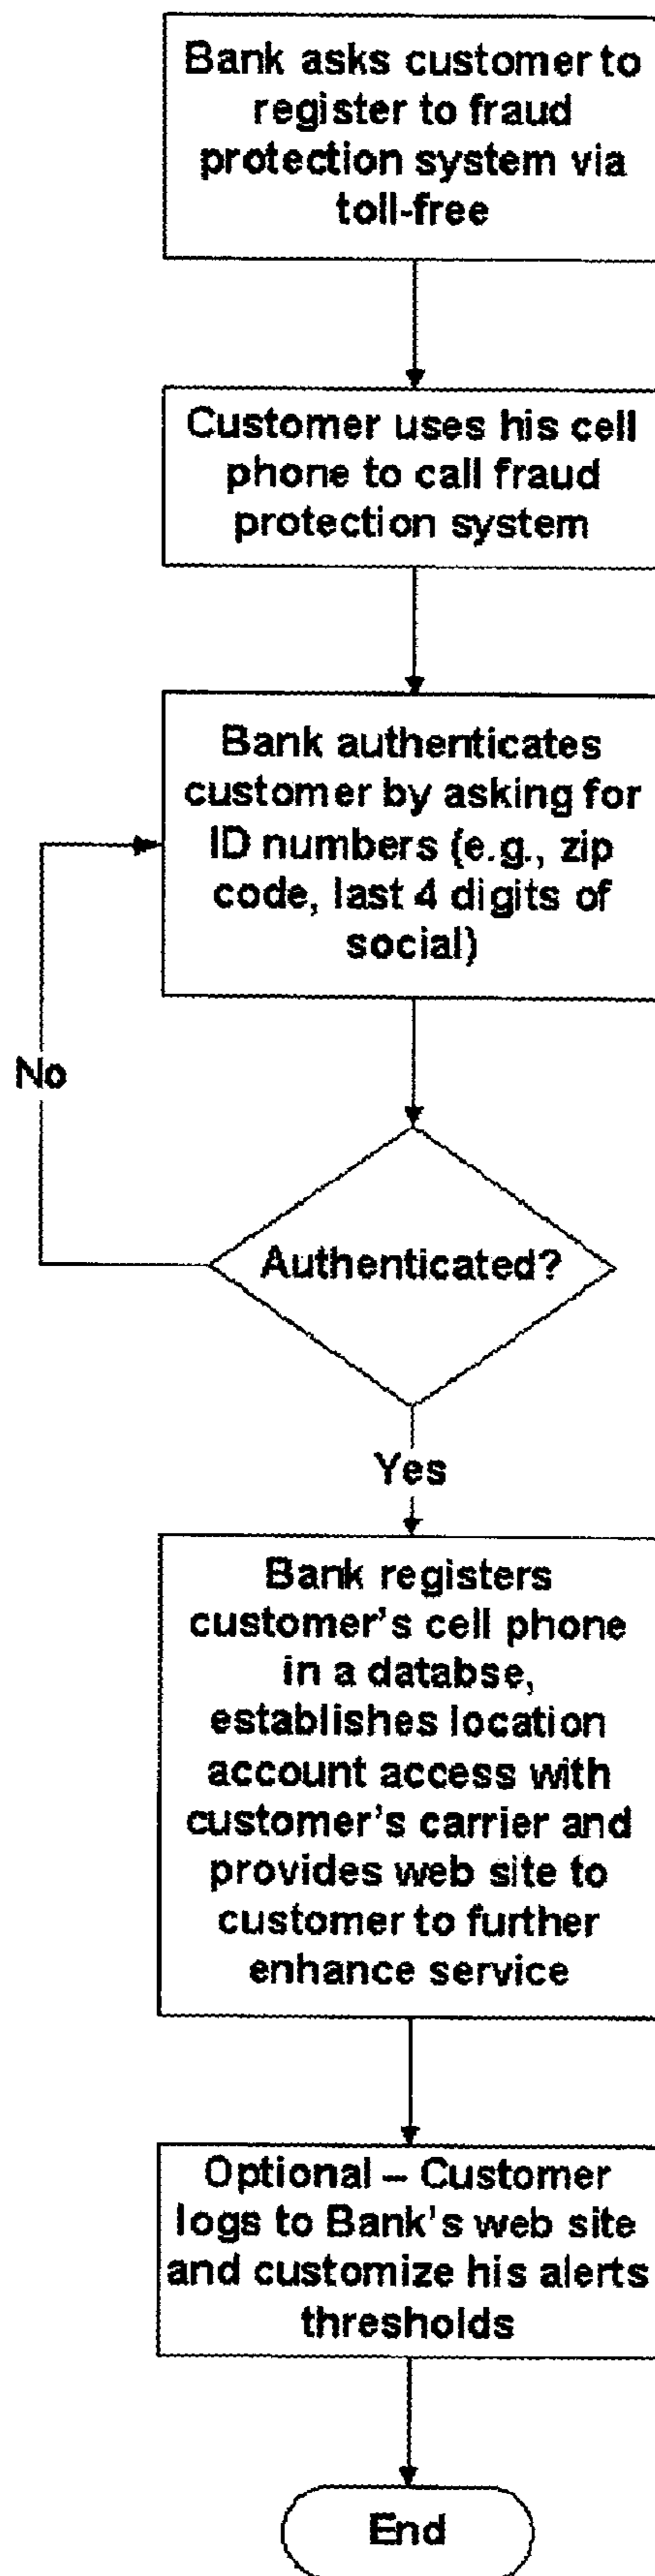 Bank asks customer to
register to fraud
protection system via
toll-free
Customer uses his cell
phone to call fraud
protection system
Bank authenticates
customer by asking for
ID numbers (e.g., zip
code, last 4 digits of
social)
No
Authenticated?
Yes
Bank registers
customer's cell phone
in a databse,
establishes location
account access with
customer's carrier and
provides web site to
customer to further
enhance service
Optional – Customer
logs to Bank's web site
and customize his alerts
thresholds
End